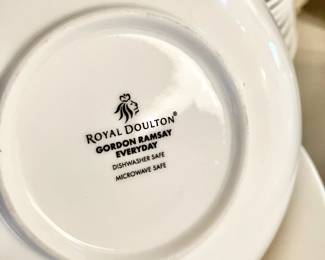 ROYAL DOULTON®
GORDON RAMSAY
EVERYDAY
DISHWASHER SAFE
MICROWAVE SAFE